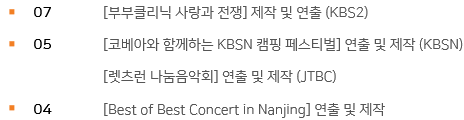 07 [부부클리닉 사랑과 전쟁] 제작 및 연출 (KBS2)
05 [코베아와 함께하는 KBSN 캠핑 페스티벌] 연출 및 제작 (KBSN)
[렛츠런 나눔음악회] 연출 및 제작 (JTBC)
04 [Best of Best Concert in Nanjing] 연출 및 제작